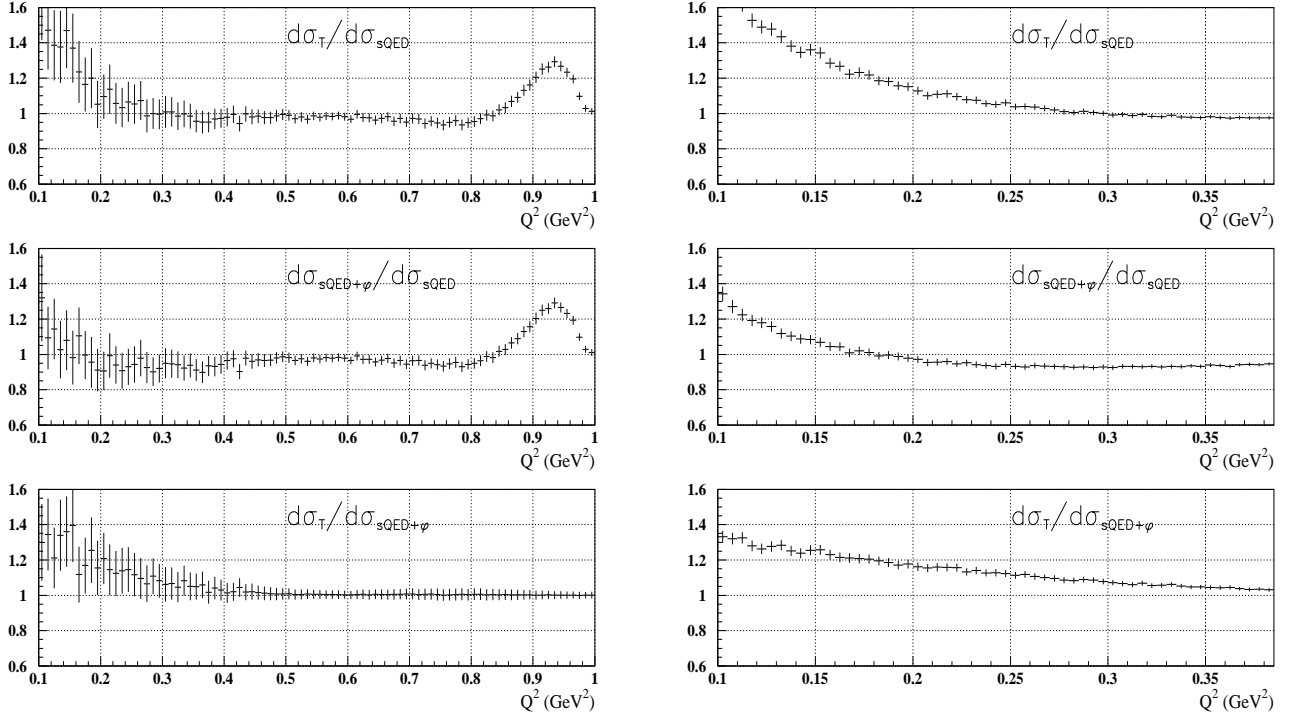 1.6 1.4 1.2 1 0.8 0.6
dσT/dσsQED
0.1 0.2 0.3 0.4 0.5 0.6 0.7 0.8 0.9 1
Q² (GeV²)
1.6 1.4 1.2 1 0.8 0.6
dσT/dσsQED
0.1 0.15 0.2 0.25 0.3 0.35
Q² (GeV²)
1.6 1.4 1.2 1 0.8 0.6
dσsQED+φ/dσsQED
0.1 0.2 0.3 0.4 0.5 0.6 0.7 0.8 0.9 1
Q² (GeV²)
1.6 1.4 1.2 1 0.8 0.6
dσsQED+φ/dσsQED
0.1 0.15 0.2 0.25 0.3 0.35
Q² (GeV²)
1.6 1.4 1.2 1 0.8 0.6
dσT/dσsQED+φ
0.1 0.2 0.3 0.4 0.5 0.6 0.7 0.8 0.9 1
Q² (GeV²)
1.6 1.4 1.2 1 0.8 0.6
dσT/dσsQED+φ
0.1 0.15 0.2 0.25 0.3 0.35
Q² (GeV²)